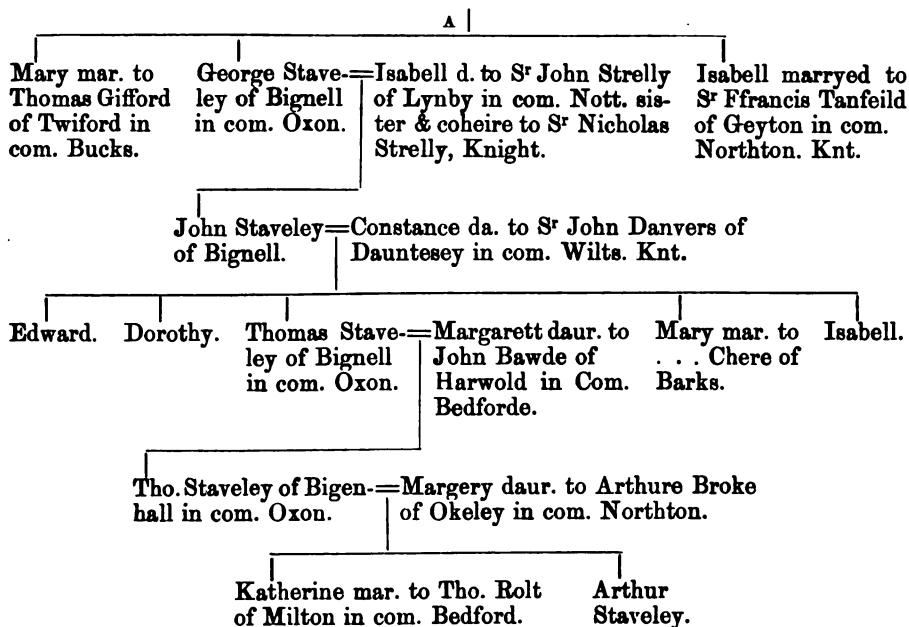 A
Mary mar. to
Thomas Gifford
of Twiford in
com. Bucks.
George Stave-
ley of Bignell
in com. Oxon.
Isabell d. to Sʳ John Strelly
of Lynby in com. Nott. sis-
ter & coheire to Sʳ Nicholas
Strelly, Knight.
Isabell marryed to
Sʳ Ffrancis Tanfeild
of Geyton in com.
Northton. Knt.
John Staveley
of Bignell.
Constance da. to Sʳ John Danvers of
Dauntesey in com. Wilts. Knt.
Edward.
Dorothy.
Thomas Stave-
ley of Bignell
in com. Oxon.
Margarett daur. to
John Bawde of
Harwold in Com.
Bedforde.
Mary mar. to
. . . Chere of
Barks.
Isabell.
Tho. Staveley of Bigen-
hall in com. Oxon.
Margery daur. to Arthure Broke
of Okeley in com. Northton.
Katherine mar. to Tho. Rolt
of Milton in com. Bedford.
Arthur
Staveley.